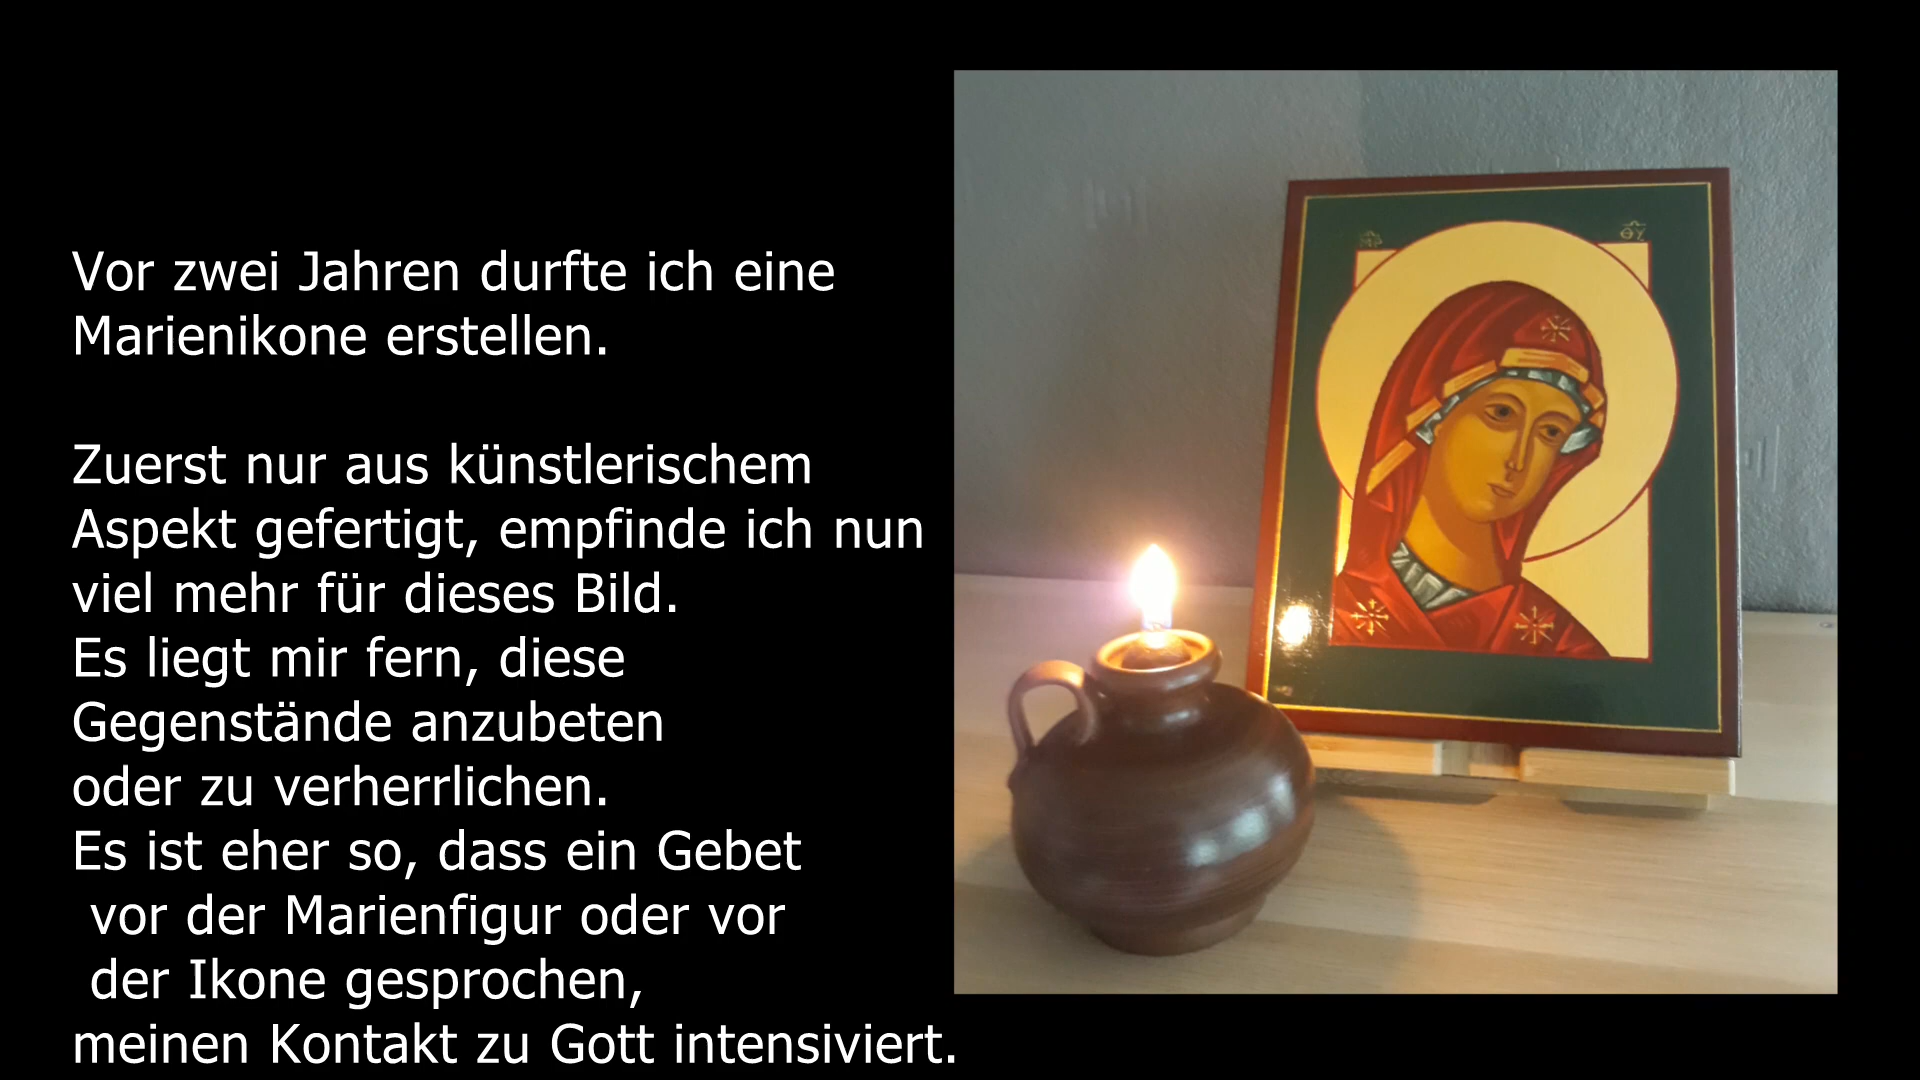 Vor zwei Jahren durfte ich eine
Marienikone erstellen.
Zuerst nur aus künstlerischem
Aspekt gefertigt, empfinde ich nun
viel mehr für dieses Bild.
Es liegt mir fern, diese
Gegenstände anzubeten
oder zu verherrlichen.
Es ist eher so, dass ein Gebet
vor der Marienfigur oder vor
der Ikone gesprochen,
meinen Kontakt zu Gott intensiviert.